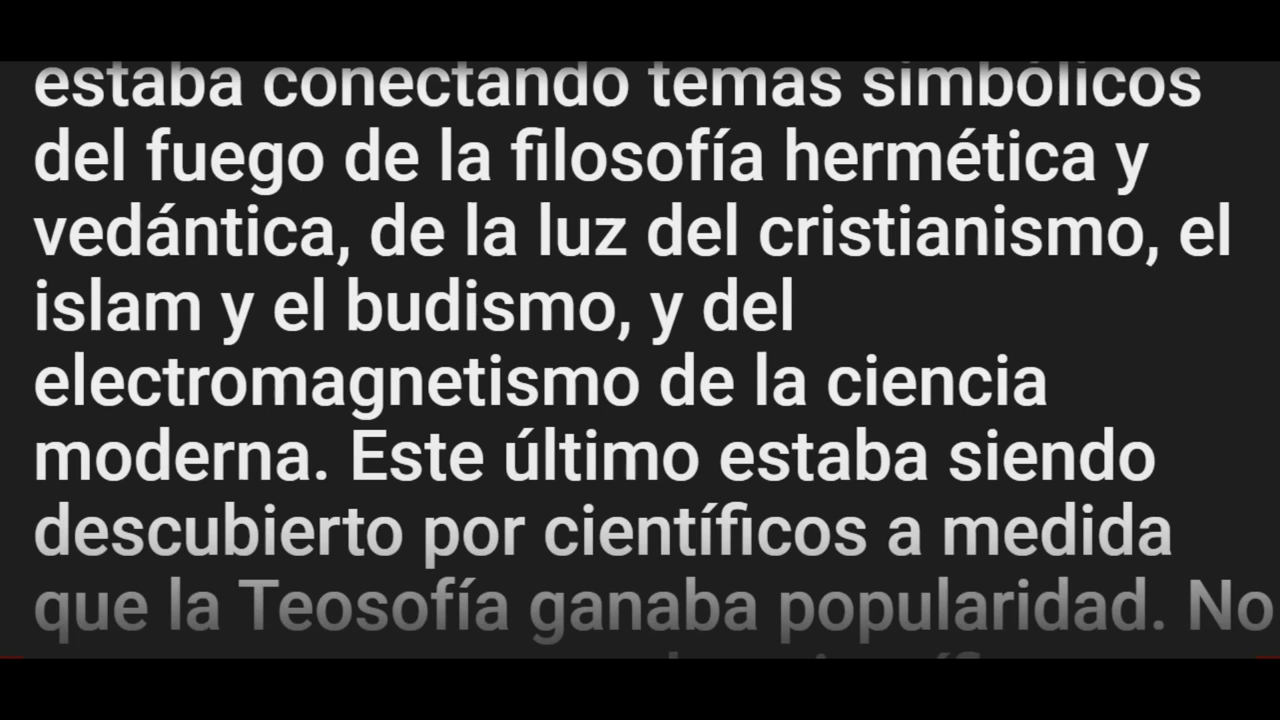 estaba conectando temas simbólicos
del fuego de la filosofía hermética y
vedántica, de la luz del cristianismo, el
islam y el budismo, y del
electromagnetismo de la ciencia
moderna. Este último estaba siendo
descubierto por científicos a medida
que la Teosofía ganaba popularidad. No